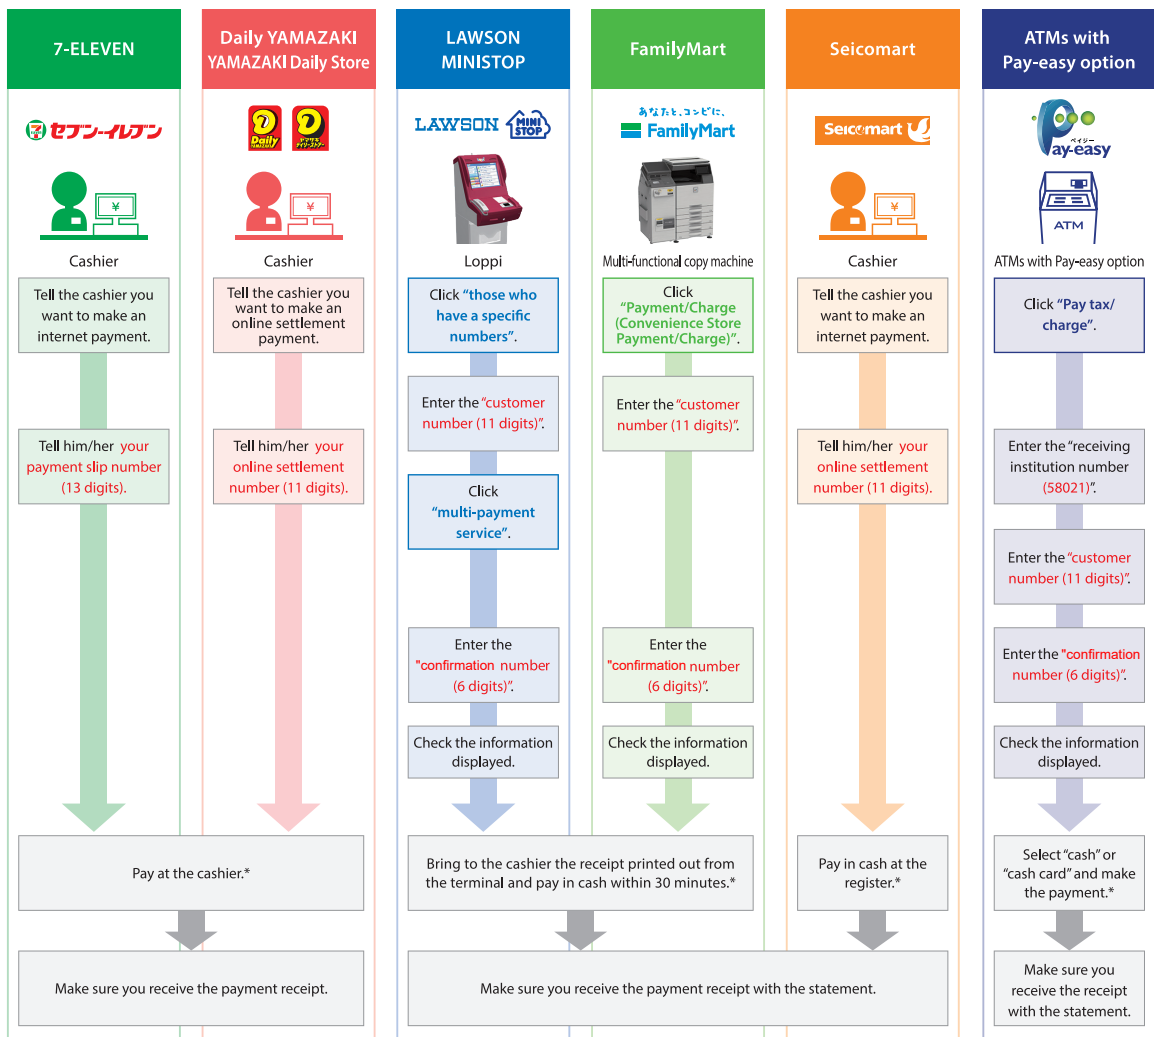 7-ELEVEN
Daily YAMAZAKI
YAMAZAKI Daily Store
LAWSON
MINISTOP
FamilyMart
Seicomart
ATMs with
Pay-easy option
セブン-イレブン
Daily
YAMAZAKI
ヤマザキ
デイリーストアー
LAWSON
MINI
STOP
あなたと、コンビに、
FamilyMart
Seicomart
ペイジー
Pay-easy
¥
¥
¥
ATM
Cashier
Cashier
Loppi
Multi-functional copy machine
Cashier
ATMs with Pay-easy option
Tell the cashier you
want to make an
internet payment.
Tell the cashier you
want to make an
online settlement
payment.
Click “those who
have a specific
numbers”.
Click
“Payment/Charge
(Convenience Store
Payment/Charge)”.
Tell the cashier you
want to make an
internet payment.
Click “Pay tax/
charge”.
Enter the “customer
number (11 digits)”.
Enter the “customer
number (11 digits)”.
Tell him/her your
payment slip number
(13 digits).
Tell him/her your
online settlement
number (11 digits).
Click
“multi-payment
service”.
Tell him/her your
online settlement
number (11 digits).
Enter the “receiving
institution number
(58021)”.
Enter the “customer
number (11 digits)”.
Enter the
"confirmation number
(6 digits)”.
Enter the
"confirmation number
(6 digits)”.
Enter the "confirmation
number (6 digits)”.
Check the information
displayed.
Check the information
displayed.
Check the information
displayed.
Pay at the cashier.*
Bring to the cashier the receipt printed out from
the terminal and pay in cash within 30 minutes.*
Pay in cash at the
register.*
Select “cash” or
“cash card” and make
the payment.*
Make sure you receive the payment receipt.
Make sure you receive the payment receipt with the statement.
Make sure you
receive the receipt
with the statement.